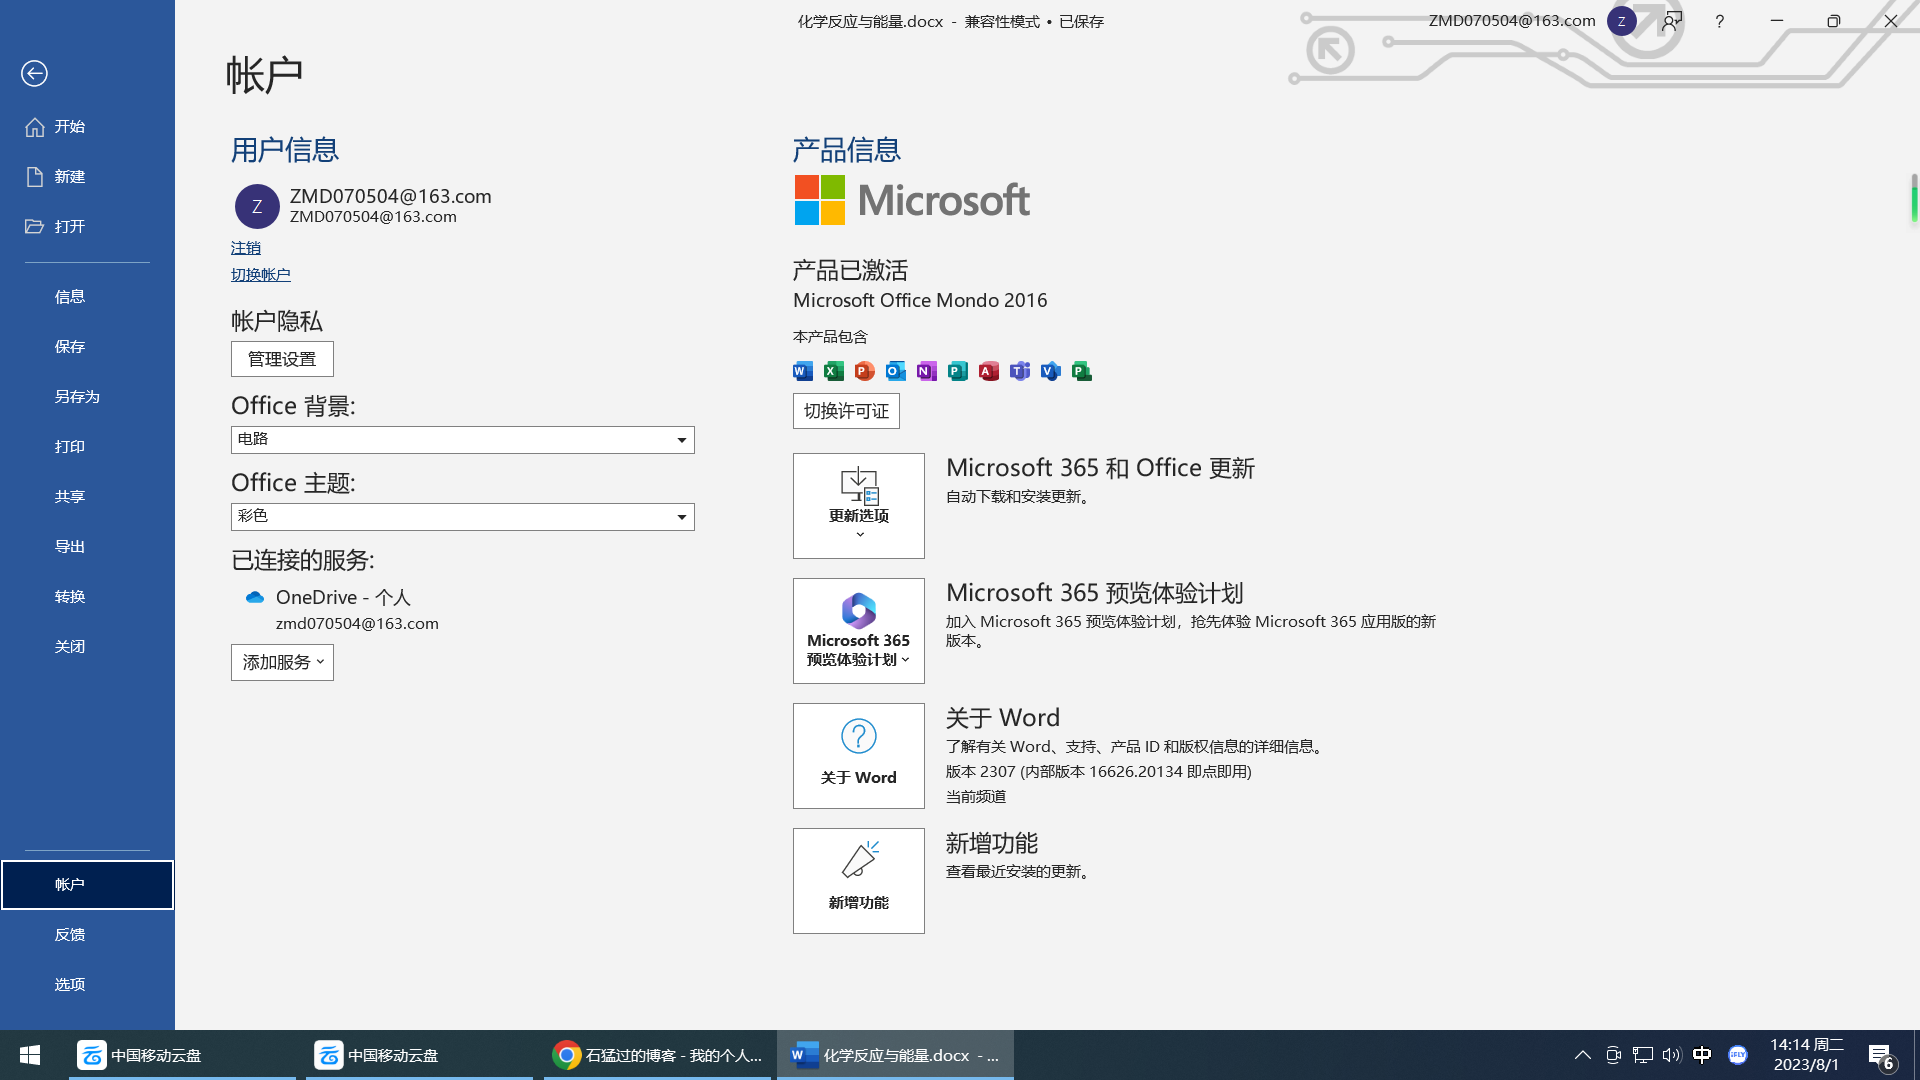 化学反应与能量.docx - 兼容性模式 • 已保存
ZMD070504@163.com
Z
?
帐户
开始
新建
打开
信息
保存
另存为
打印
共享
导出
转换
关闭
帐户
反馈
选项
用户信息
Z
ZMD070504@163.com
ZMD070504@163.com
注销
切换帐户
帐户隐私
管理设置
Office 背景:
电路
Office 主题:
彩色
已连接的服务:
OneDrive - 个人
zmd070504@163.com
添加服务
产品信息
Microsoft
产品已激活
Microsoft Office Mondo 2016
本产品包含
W X P O N P A T V P
切换许可证
更新选项
Microsoft 365 和 Office 更新
自动下载和安装更新。
Microsoft 365
预览体验计划
Microsoft 365 预览体验计划
加入 Microsoft 365 预览体验计划，抢先体验 Microsoft 365 应用版的新
版本。
关于 Word
关于 Word
了解有关 Word、支持、产品 ID 和版权信息的详细信息。
版本 2307 (内部版本 16626.20134 即点即用)
当前频道
新增功能
新增功能
查看最近安装的更新。
中国移动云盘
中国移动云盘
石猛过的博客 - 我的个人...
W 化学反应与能量.docx - ...
中
iFLY
14:14 周二
2023/8/1
6